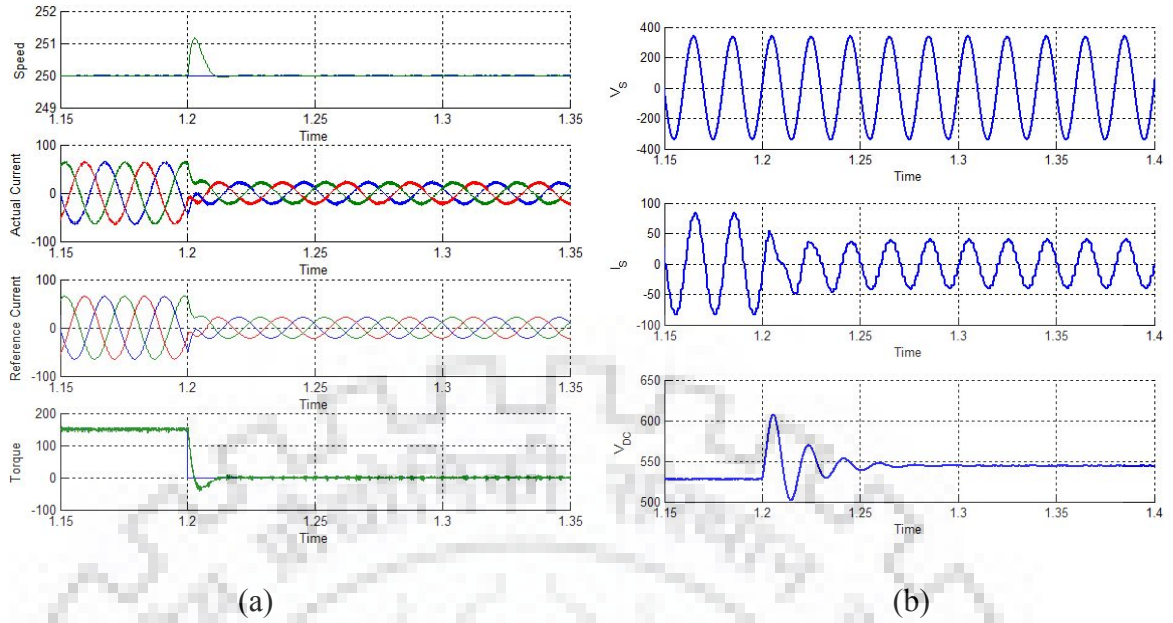 252
251
250
249
Speed
1.15 1.2 1.25 1.3 1.35
Time
100
0
-100
Actual Current
1.15 1.2 1.25 1.3 1.35
Time
100
0
-100
Reference Current
1.15 1.2 1.25 1.3 1.35
Time
200
100
0
-100
Torque
1.15 1.2 1.25 1.3 1.35
Time
(a)
400
200
0
-200
-400
VS
1.15 1.2 1.25 1.3 1.35 1.4
Time
100
50
0
-50
-100
IS
1.15 1.2 1.25 1.3 1.35 1.4
Time
650
600
550
500
VDC
1.15 1.2 1.25 1.3 1.35 1.4
Time
(b)